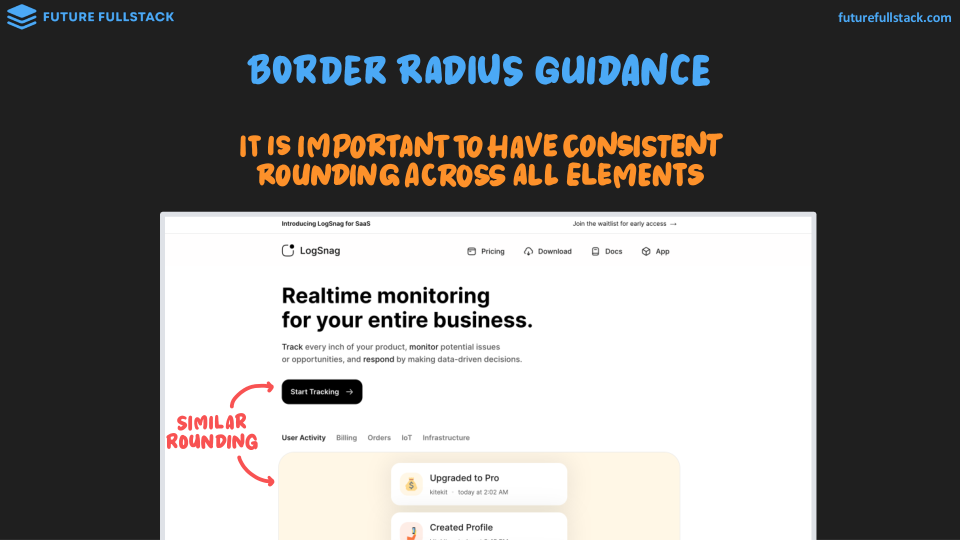 FUTURE FULLSTACK
futurefullstack.com
BORDER RADIUS GUIDANCE
IT IS IMPORTANT TO HAVE CONSISTENT
ROUNDING ACROSS ALL ELEMENTS
Introducing LogSnag for SaaS
Join the waitlist for early access →
LogSnag
Pricing
Download
Docs
App
Realtime monitoring
for your entire business.
Track every inch of your product, monitor potential issues
or opportunities, and respond by making data-driven decisions.
Start Tracking →
SIMILAR
ROUNDING
User Activity
Billing
Orders
IoT
Infrastructure
Upgraded to Pro
kitekit · today at 2:02 AM
Created Profile